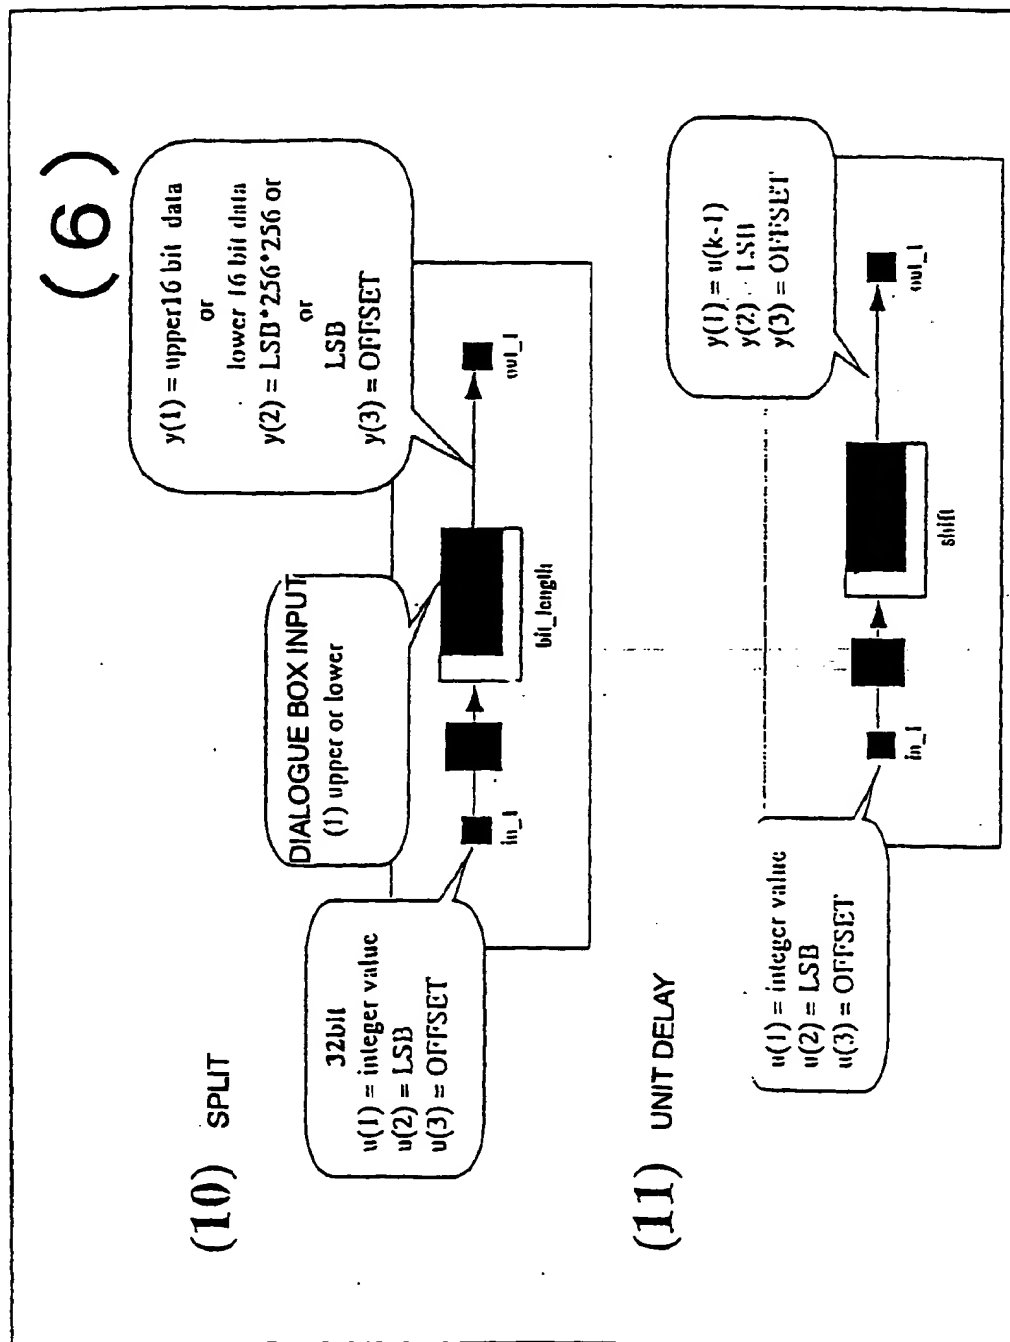 (6)
(10) SPLIT
32bit
u(1) = integer value
u(2) = LSB
u(3) = OFFSET
DIALOGUE BOX INPUT
(1) upper or lower
y(1) = upper16 bit data
or
lower 16 bit data
y(2) = LSB*256*256 or
or
LSB
y(3) = OFFSET
in_1
bit_length
out_1
(11) UNIT DELAY
u(1) = integer value
u(2) = LSB
u(3) = OFFSET
y(1) = u(k-1)
y(2) = LSB
y(3) = OFFSET
in_1
shift
out_1